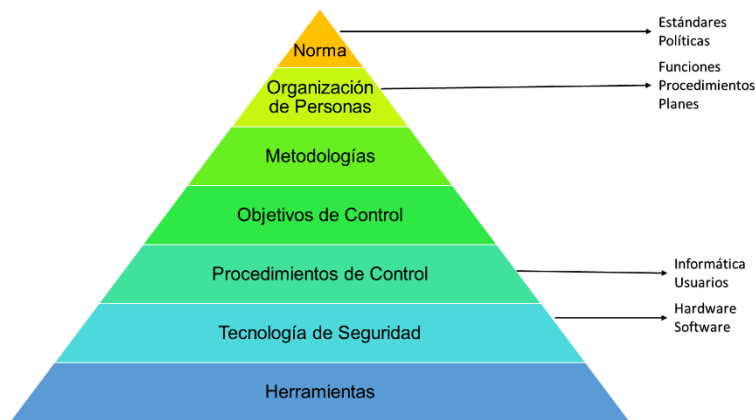 Norma
Estándares
Políticas
Organización
de Personas
Funciones
Procedimientos
Planes
Metodologías
Objetivos de Control
Procedimientos de Control
Informática
Usuarios
Tecnología de Seguridad
Hardware
Software
Herramientas